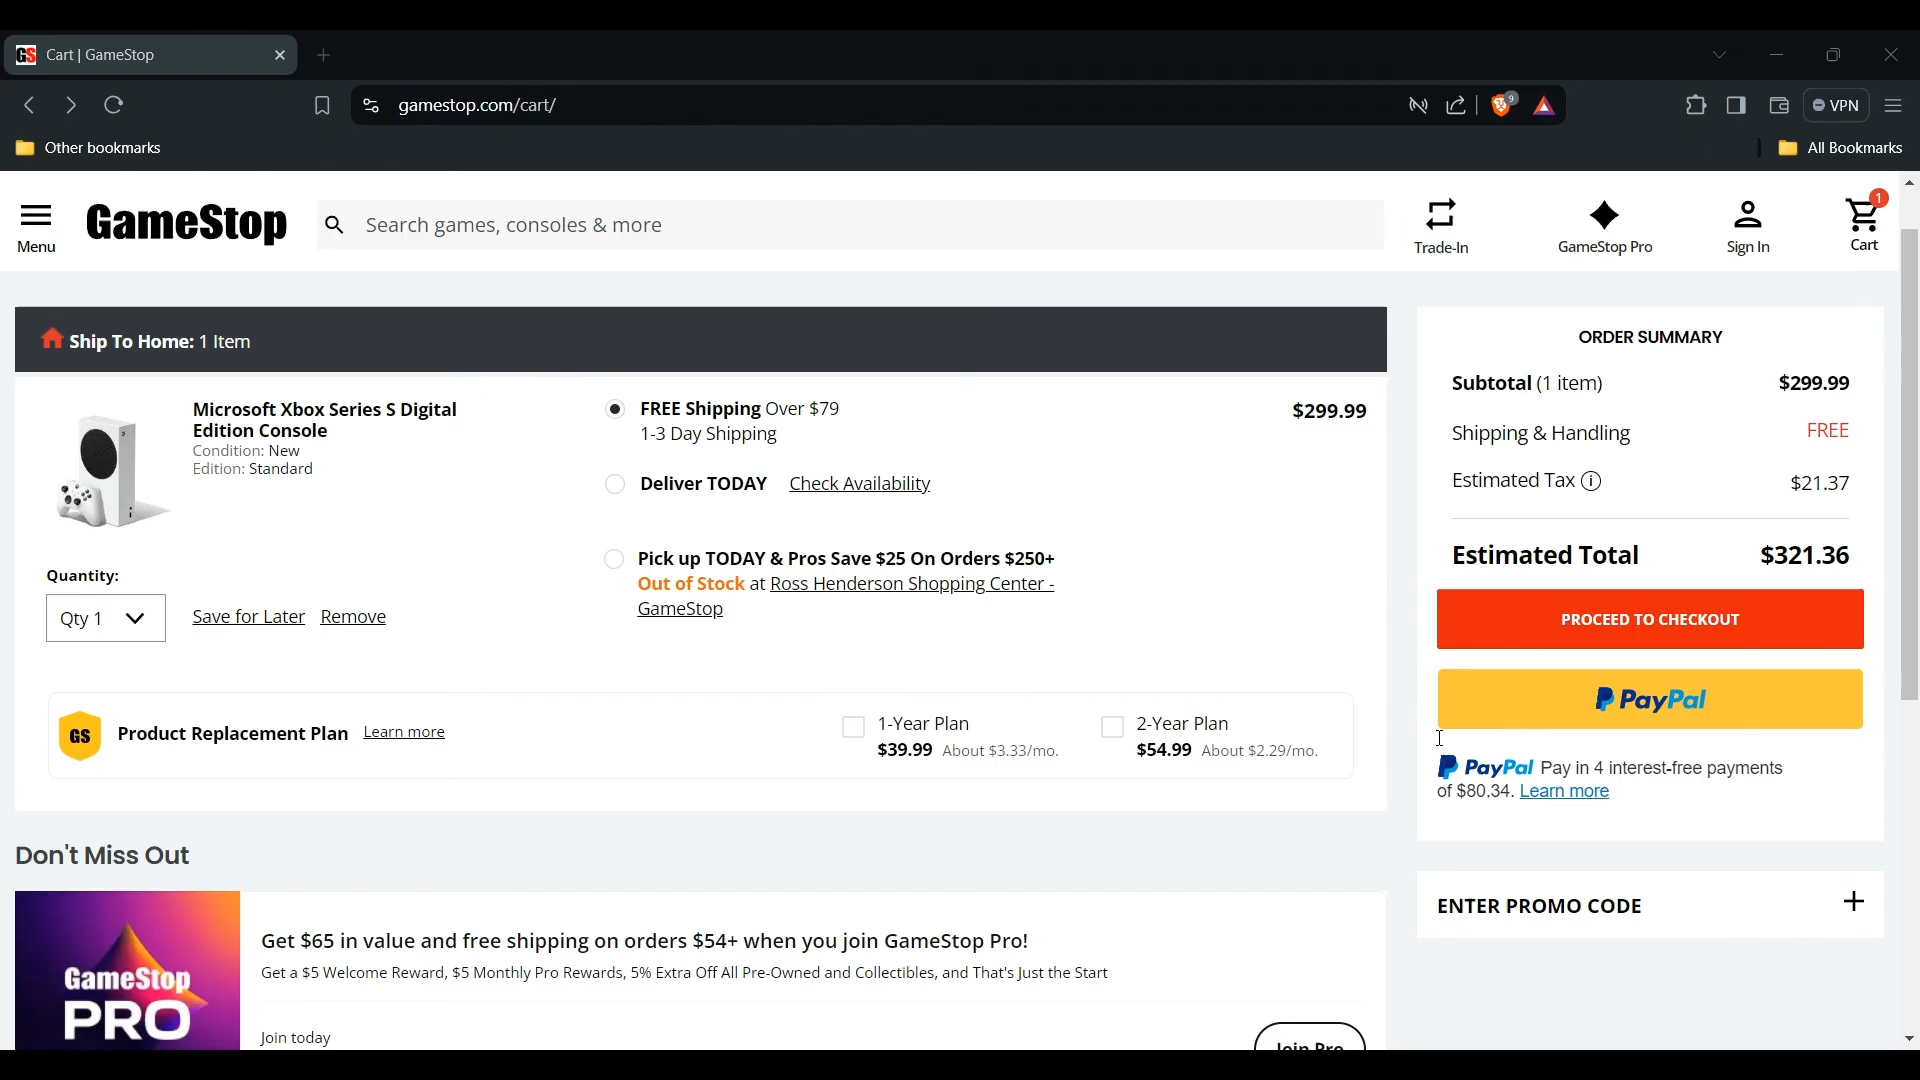 GS Cart | GameStop
gamestop.com/cart/
9
VPN
Other bookmarks
All Bookmarks
Menu
GameStop
Search games, consoles & more
Trade-In
GameStop Pro
Sign In
1
Cart
Ship To Home: 1 Item
Microsoft Xbox Series S Digital
Edition Console
Condition: New
Edition: Standard
Quantity:
Qty 1
Save for Later Remove
FREE Shipping Over $79
1-3 Day Shipping
Deliver TODAY Check Availability
Pick up TODAY & Pros Save $25 On Orders $250+
Out of Stock at Ross Henderson Shopping Center -
GameStop
$299.99
GS Product Replacement Plan Learn more
1-Year Plan
$39.99 About $3.33/mo.
2-Year Plan
$54.99 About $2.29/mo.
ORDER SUMMARY
Subtotal (1 item) $299.99
Shipping & Handling FREE
Estimated Tax $21.37
Estimated Total $321.36
PROCEED TO CHECKOUT
PayPal
PayPal Pay in 4 interest-free payments
of $80.34. Learn more
ENTER PROMO CODE
Don't Miss Out
GameStop
PRO
Get $65 in value and free shipping on orders $54+ when you join GameStop Pro!
Get a $5 Welcome Reward, $5 Monthly Pro Rewards, 5% Extra Off All Pre-Owned and Collectibles, and That's Just the Start
Join today
Join Pro